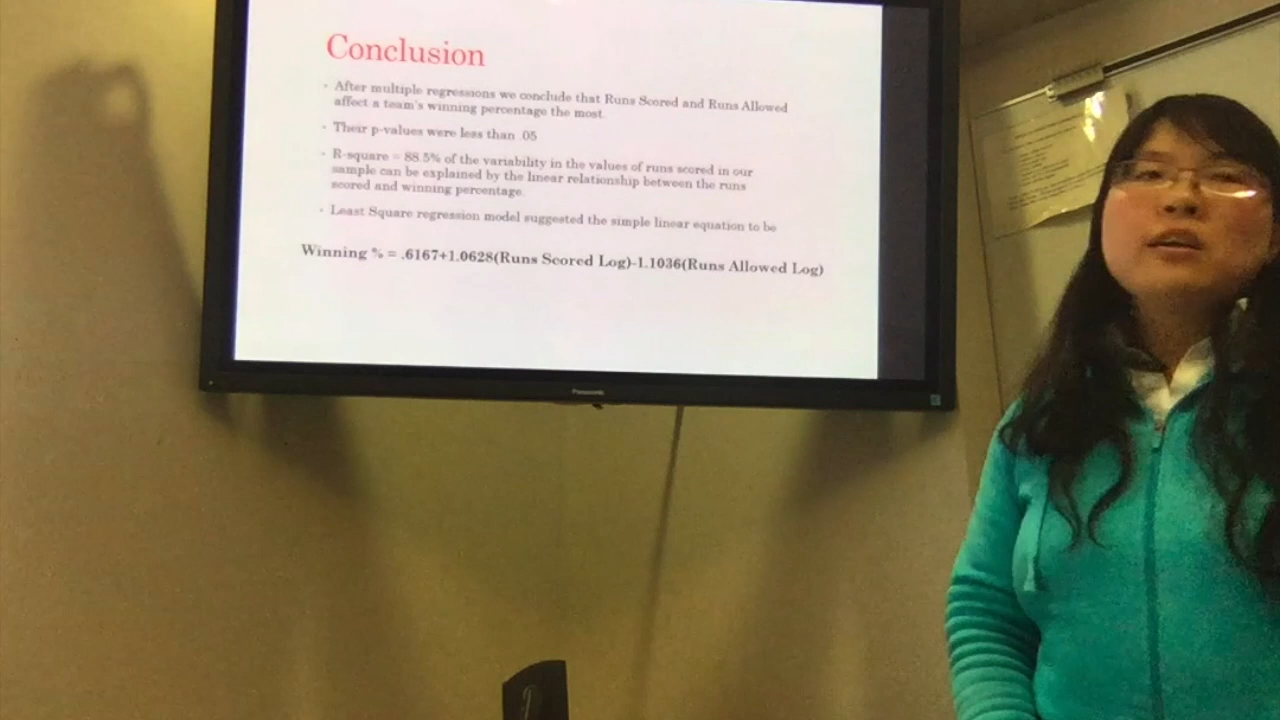 Conclusion
• After multiple regressions we conclude that Runs Scored and Runs Allowed
affect a team's winning percentage the most.
• Their p-values were less than .05
• R-square = 88.5% of the variability in the values of runs scored in our
sample can be explained by the linear relationship between the runs
scored and winning percentage.
• Least Square regression model suggested the simple linear equation to be
Winning % = .6167+1.0628(Runs Scored Log)-1.1036(Runs Allowed Log)
Panasonic